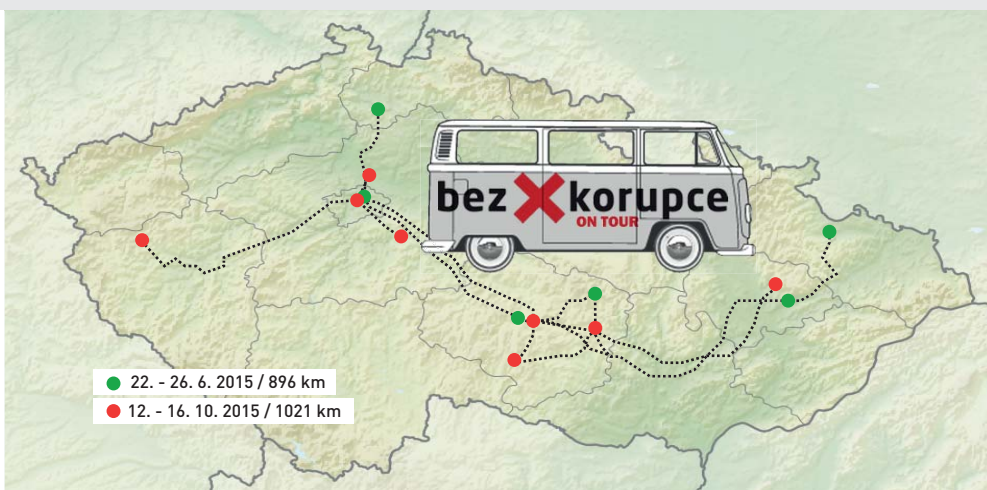 bez korupce
ON TOUR
22. - 26. 6. 2015 / 896 km
12. - 16. 10. 2015 / 1021 km